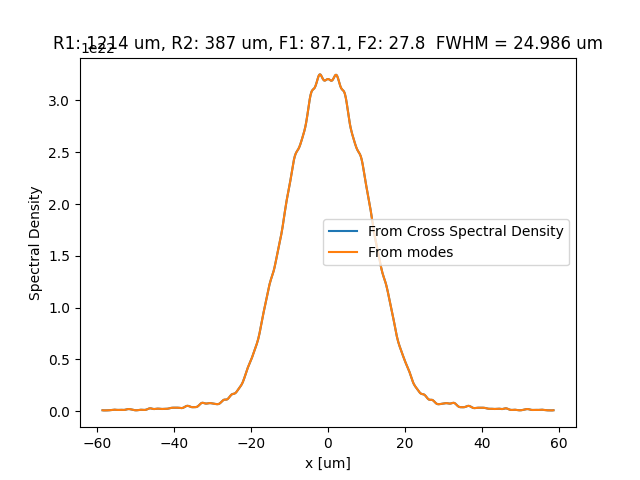 R1: 1214 um, R2: 387 um, F1: 87.1, F2: 27.8  FWHM = 24.986 um
1e22
3.0
2.5
2.0
1.5
1.0
0.5
0.0
Spectral Density
From Cross Spectral Density
From modes
−60 −40 −20 0 20 40 60
x [um]